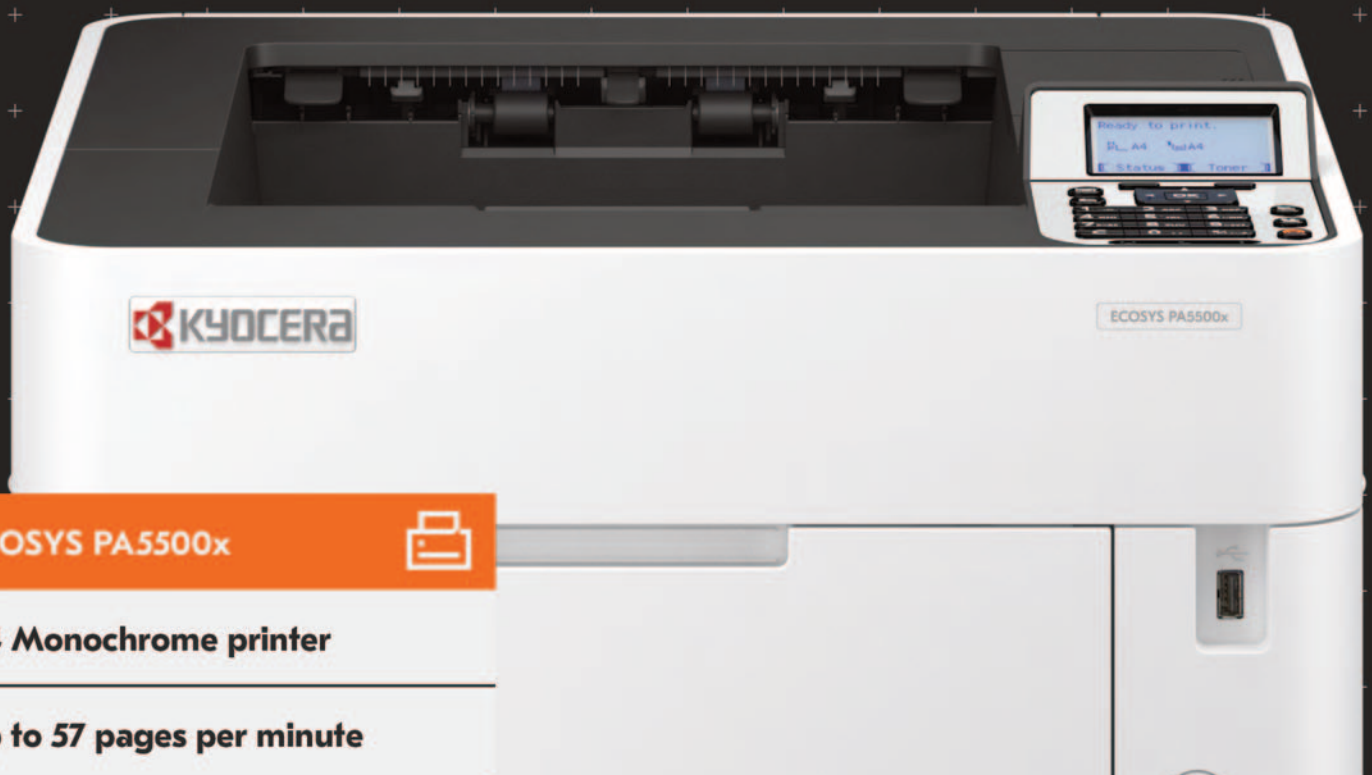 Ready to print.
A4 A4
Status Toner
OK
KYOCERA
ECOSYS PA5500x
OSYS PA5500x
Monochrome printer
to 57 pages per minute